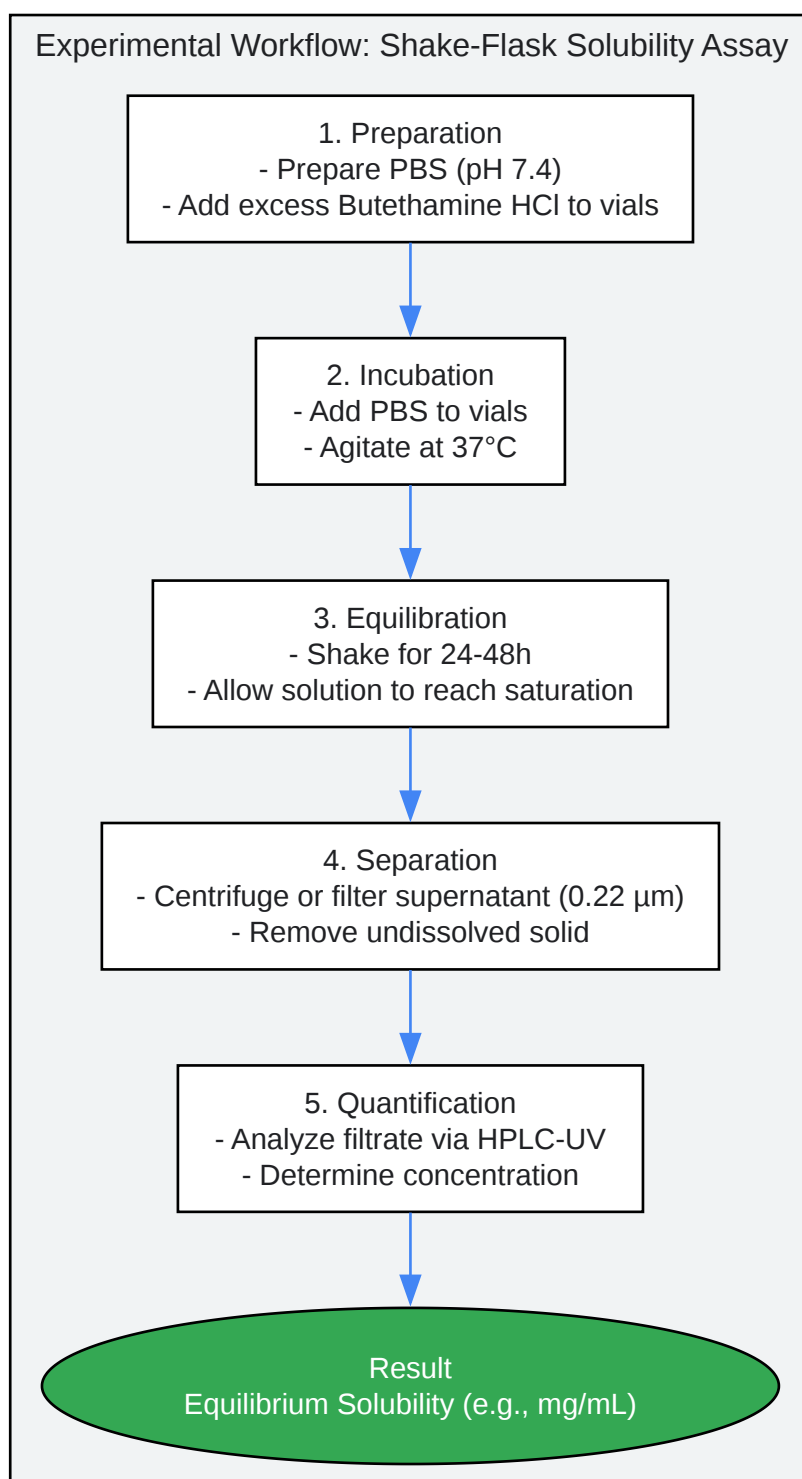 Experimental Workflow: Shake-Flask Solubility Assay
1. Preparation
- Prepare PBS (pH 7.4)
- Add excess Butethamine HCl to vials
2. Incubation
- Add PBS to vials
- Agitate at 37°C
3. Equilibration
- Shake for 24-48h
- Allow solution to reach saturation
4. Separation
- Centrifuge or filter supernatant (0.22 µm)
- Remove undissolved solid
5. Quantification
- Analyze filtrate via HPLC-UV
- Determine concentration
Result
Equilibrium Solubility (e.g., mg/mL)